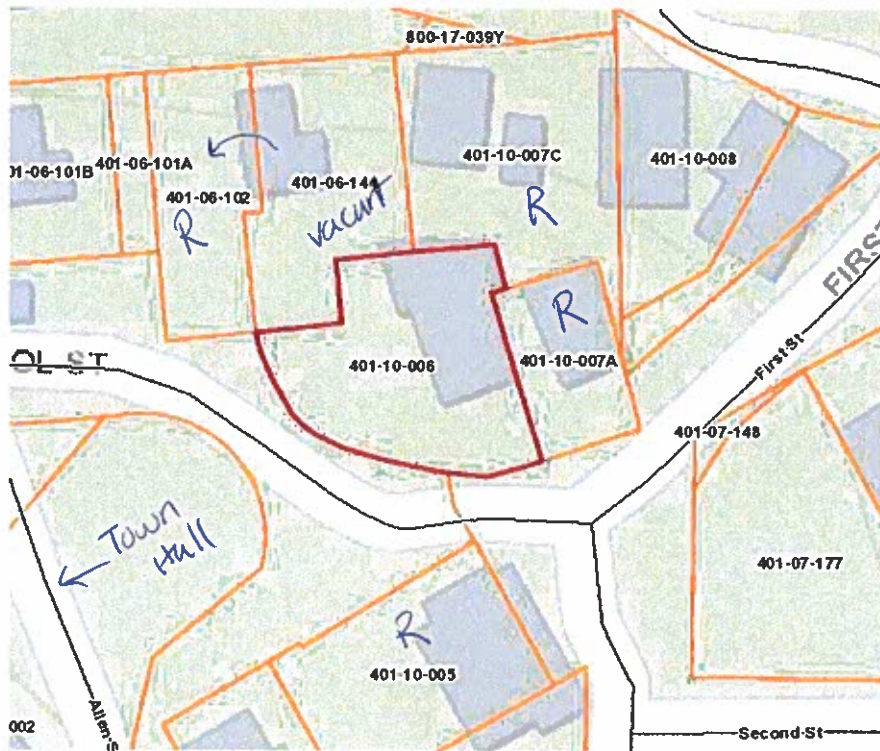 800-17-039Y
01-06-101B
401-06-101A
401-06-102
R
401-06-144
vacant
401-10-007C
R
401-10-008
FIRST
R
401-10-006
401-10-007A
OL ST
First St
401-07-148
Town
Hall
401-07-177
R
401-10-005
Allen S
002
Second St